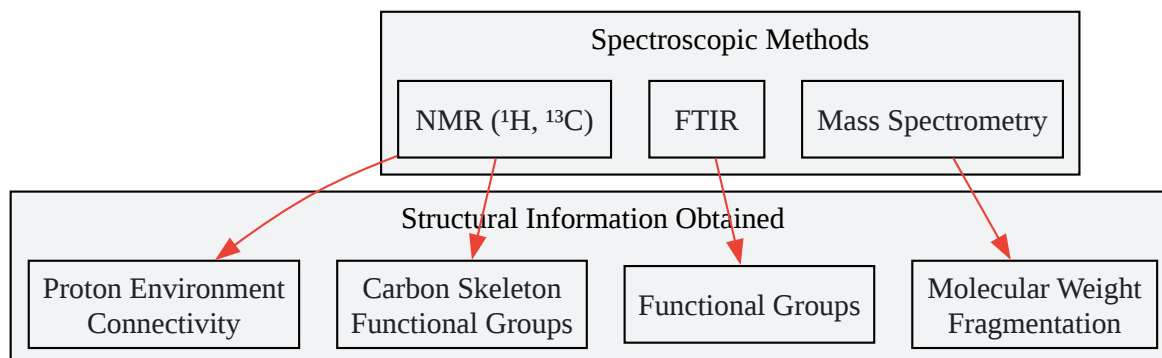 Spectroscopic Methods
NMR (¹H, ¹³C)
FTIR
Mass Spectrometry
Structural Information Obtained
Proton Environment
Connectivity
Carbon Skeleton
Functional Groups
Functional Groups
Molecular Weight
Fragmentation